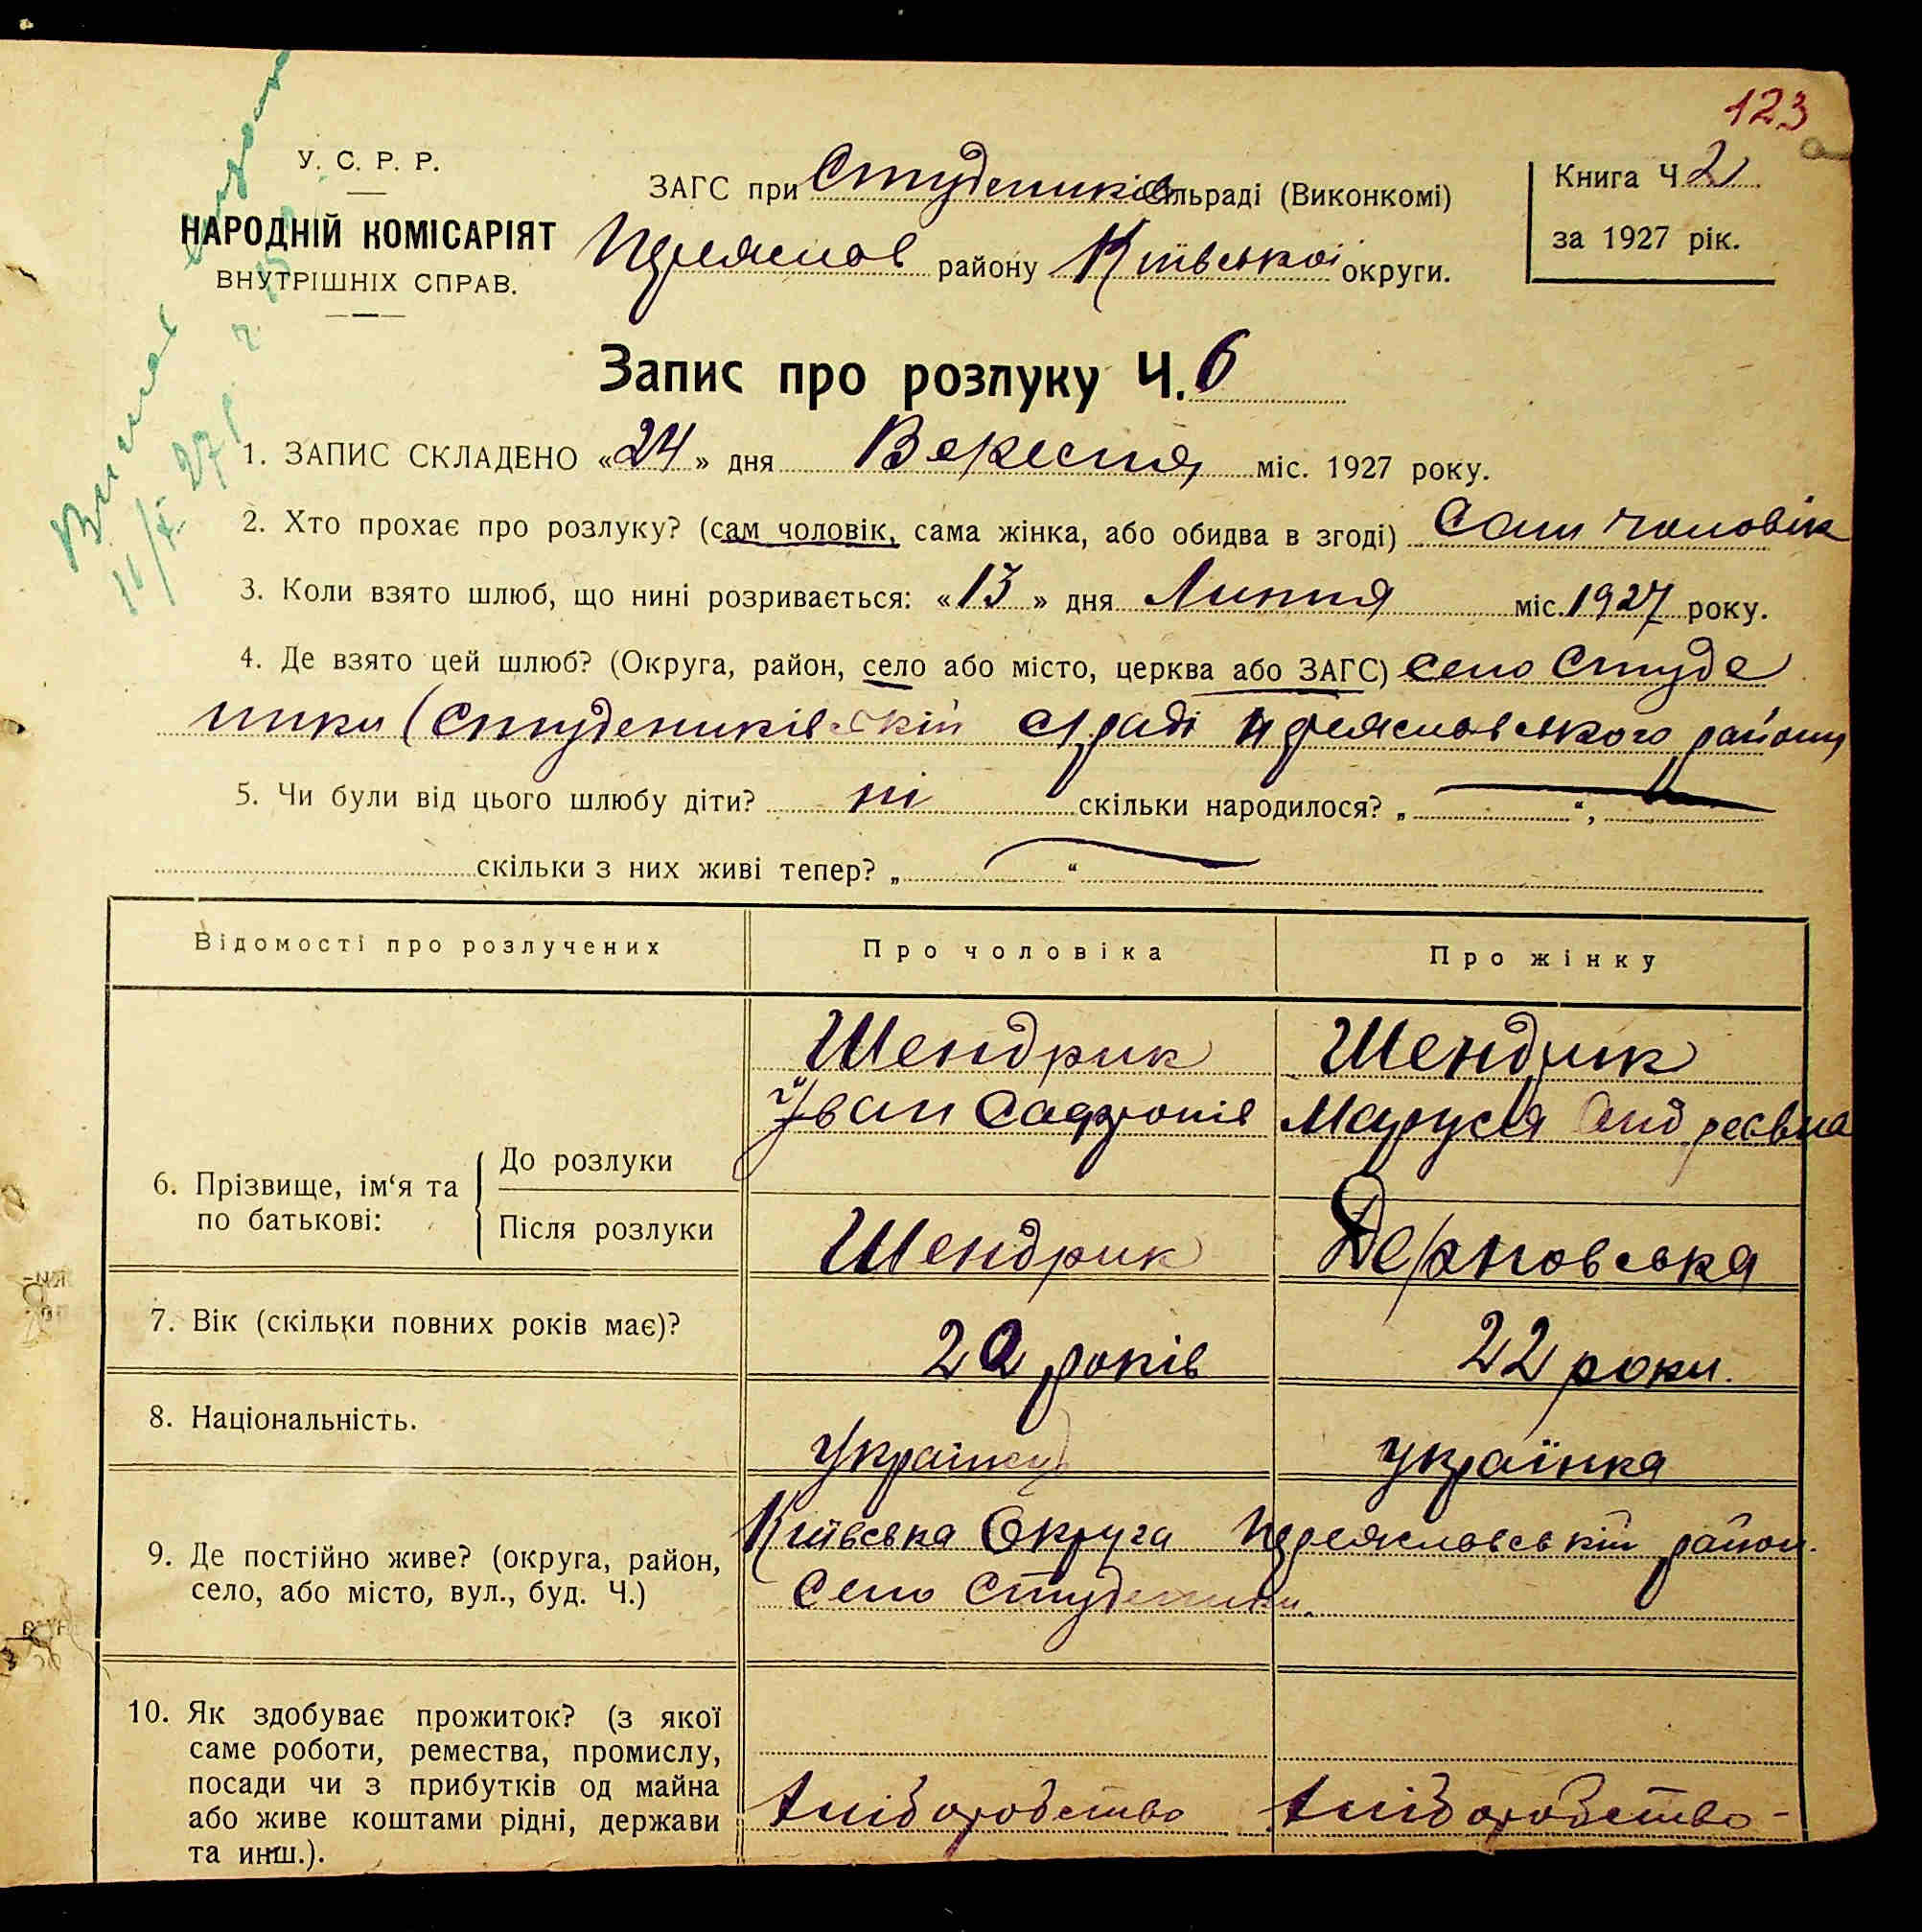 123
У. С. Р. Р.
НАРОДНІЙ КОМІСАРІЯТ
ВНУТРІШНІХ СПРАВ.
ЗАГС при Студеникiв сільраді (Виконкомі)
Переяслов району Київської округи.
Книга Ч 2
за 1927 рік.
Запис про розлуку Ч. 6
1. ЗАПИС СКЛАДЕНО «24» дня Вересня міс. 1927 року.
2. Хто прохає про розлуку? (сам чоловік, сама жінка, або обидва в згоді) Сам чоловік
3. Коли взято шлюб, що нині розривається: «13» дня Липня міс. 1927 року.
4. Де взято цей шлюб? (Округа, район, село або місто, церква або ЗАГС) село Студе
ники (Студениківській с/раді Переяславського району
5. Чи були від цього шлюбу діти? ні скільки народилося? „ “,
скільки з них живі тепер? „ “
Відомості про розлучених Про чоловіка Про жінку
Шендрик Шендрик
Іван Софронів Маруся Андреєвна
6. Прізвище, ім‘я та по батькові: До розлуки
Після розлуки Шендрик Дерновська
7. Вік (скільки повних років має)? 20 років 22 роки.
8. Національність. Українець українка
9. Де постійно живе? (округа, район, Київська Округа Переяславській район.
село, або місто, вул., буд. Ч.) село Студеники.
10. Як здобуває прожиток? (з якої
саме роботи, ремества, промислу,
посади чи з прибутків од майна
або живе коштами рідні, держави хліборобство хліборобство -
та инш.).